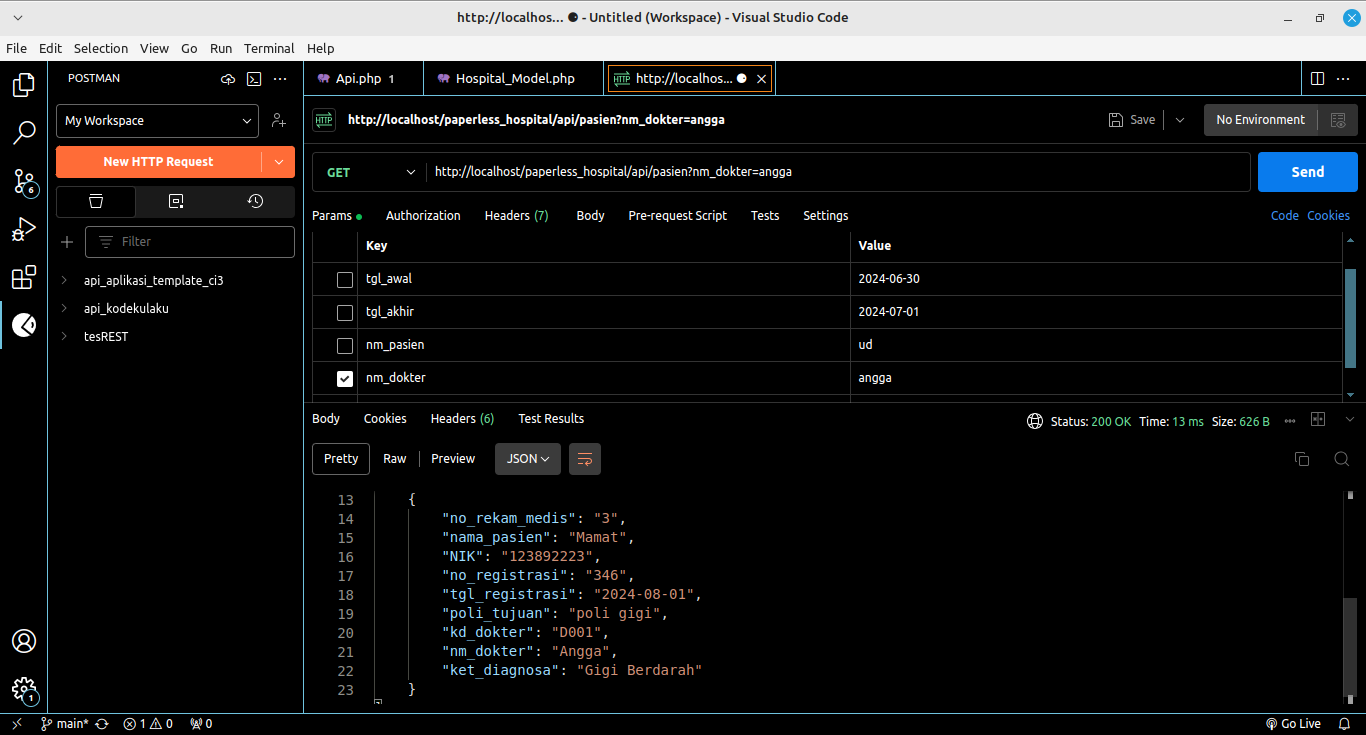 http://localhos... ● - Untitled (Workspace) - Visual Studio Code
File Edit Selection View Go Run Terminal Help
POSTMAN
My Workspace
New HTTP Request
Filter
api_aplikasi_template_ci3
api_kodekulaku
tesREST
6
1
Api.php 1
Hospital_Model.php
HTTP http://localhos... ●
HTTP http://localhost/paperless_hospital/api/pasien?nm_dokter=angga
Save
No Environment
GET http://localhost/paperless_hospital/api/pasien?nm_dokter=angga
Send
Params Authorization Headers (7) Body Pre-request Script Tests Settings Code Cookies
Key Value
tgl_awal 2024-06-30
tgl_akhir 2024-07-01
nm_pasien ud
nm_dokter angga
Body Cookies Headers (6) Test Results
Status: 200 OK Time: 13 ms Size: 626 B
Pretty Raw Preview JSON
13 {
14 "no_rekam_medis": "3",
15 "nama_pasien": "Mamat",
16 "NIK": "123892223",
17 "no_registrasi": "346",
18 "tgl_registrasi": "2024-08-01",
19 "poli_tujuan": "poli gigi",
20 "kd_dokter": "D001",
21 "nm_dokter": "Angga",
22 "ket_diagnosa": "Gigi Berdarah"
23 }
main* 1 0 0 Go Live